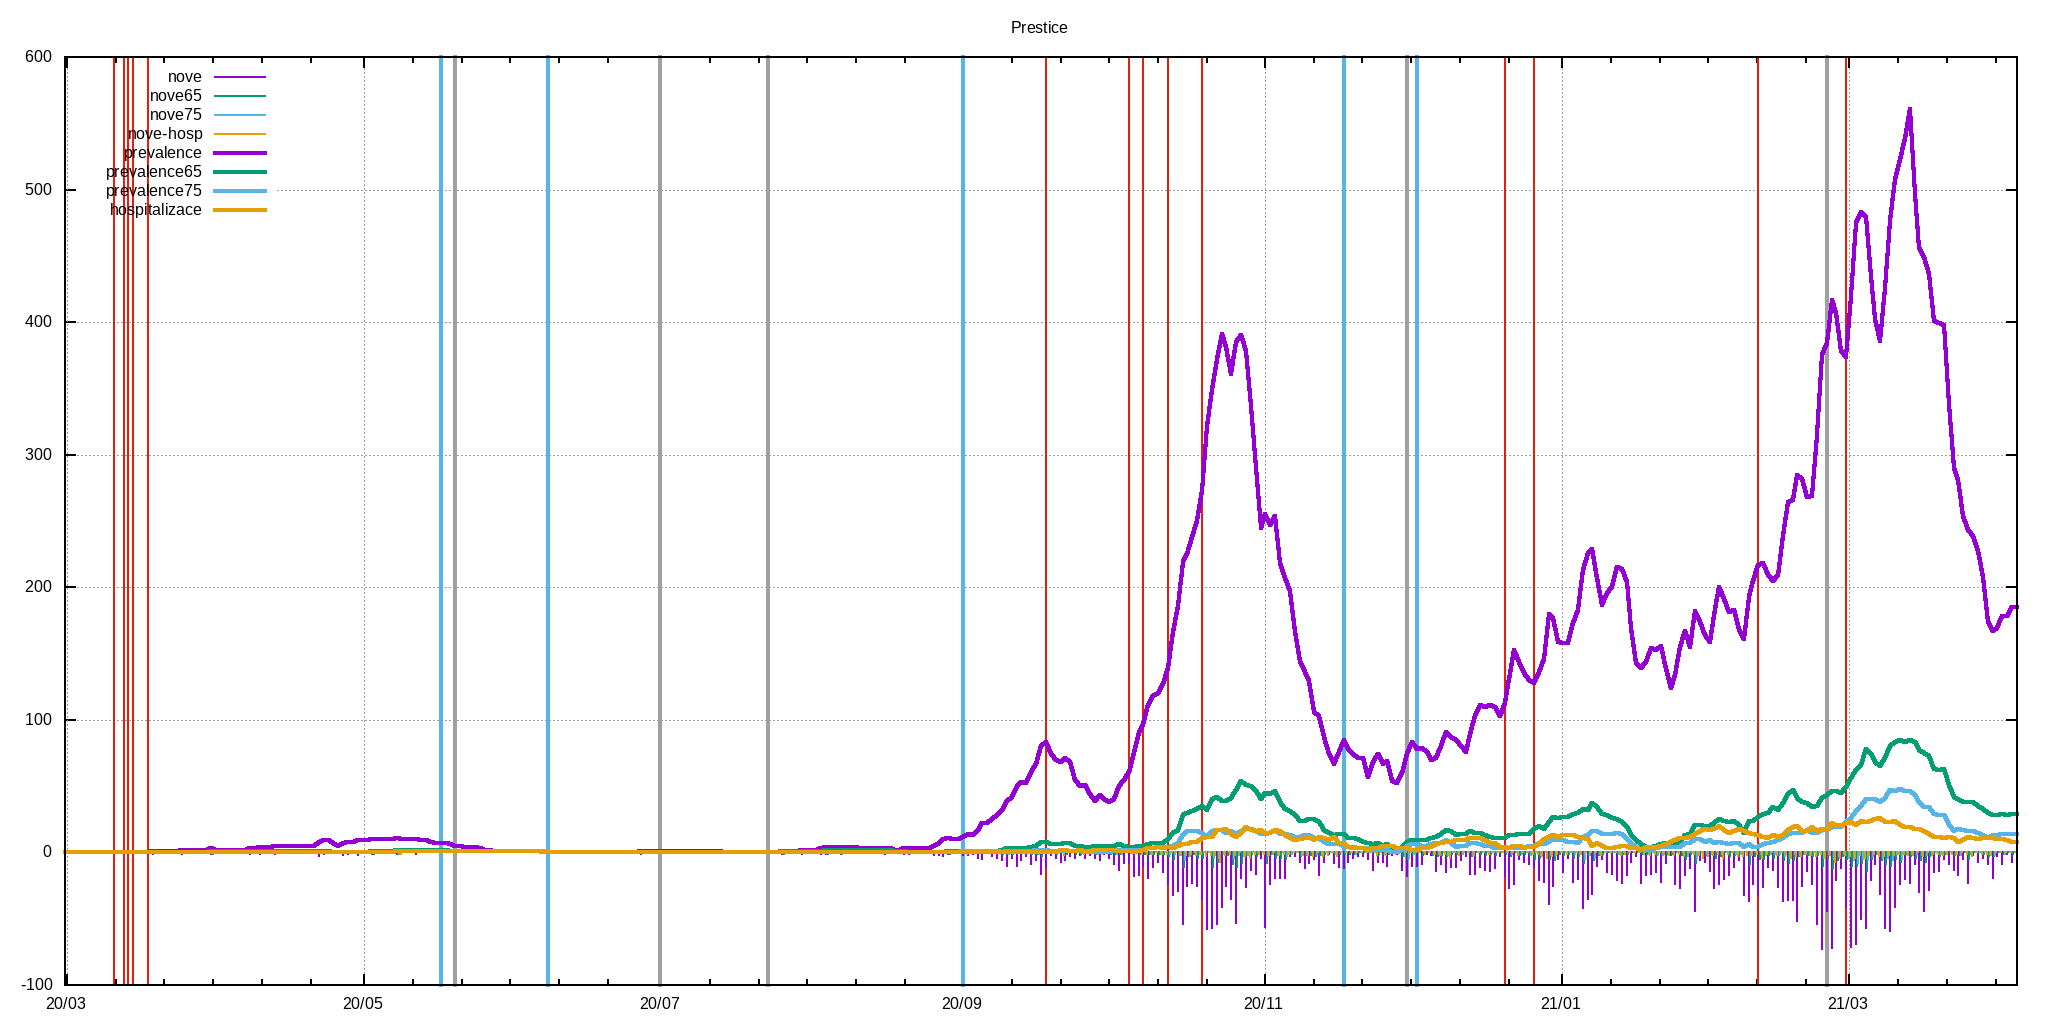 Prestice
600
500
400
300
200
100
0
-100
nove
nove65
nove75
nove-hosp
prevalence
prevalence65
prevalence75
hospitalizace
20/03 20/05 20/07 20/09 20/11 21/01 21/03